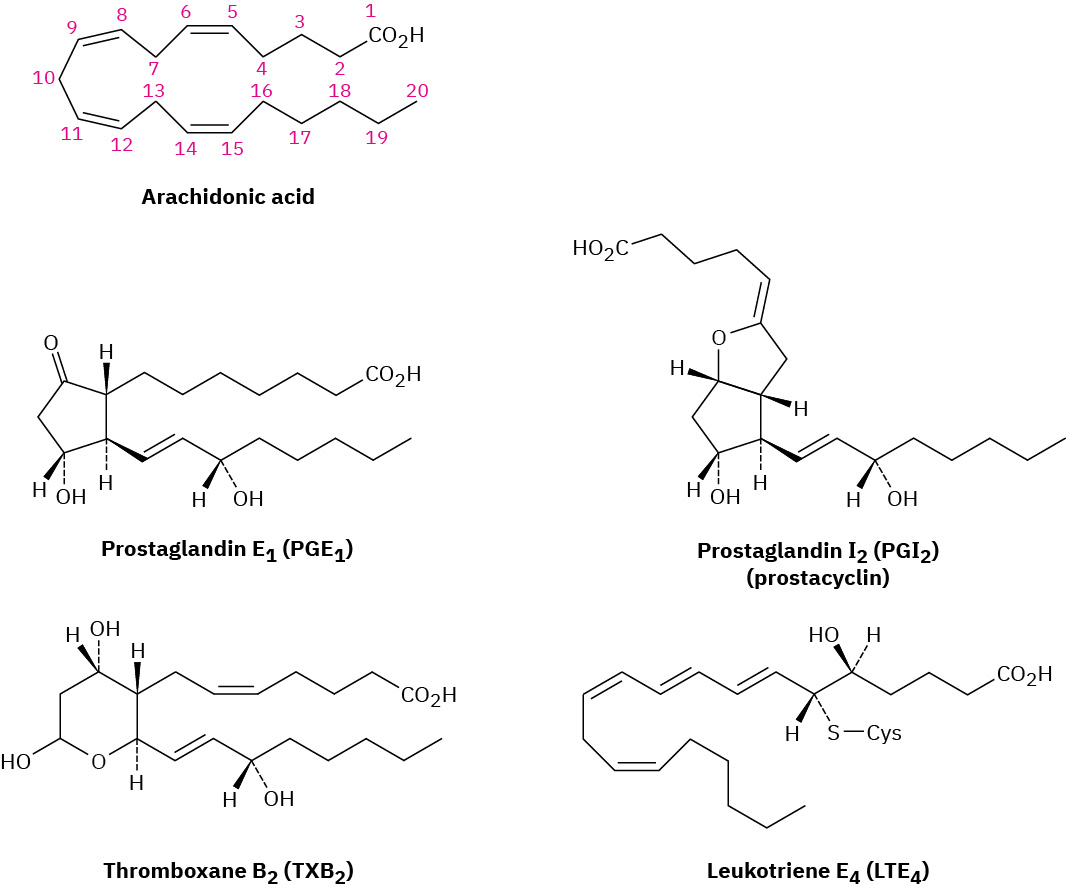 1
9 8 6 5 3 CO2H
10 7 4 2
13 16 18 20
11 12 14 15 17 19
Arachidonic acid
HO2C
O
H
CO2H
H
H
OH
H
H
OH
Prostaglandin E1 (PGE1)
O
H
H
H
OH
H
H
OH
Prostaglandin I2 (PGI2)
(prostacyclin)
H
OH
H
CO2H
HO
O
H
H
OH
Thromboxane B2 (TXB2)
HO
H
CO2H
H
S—Cys
Leukotriene E4 (LTE4)